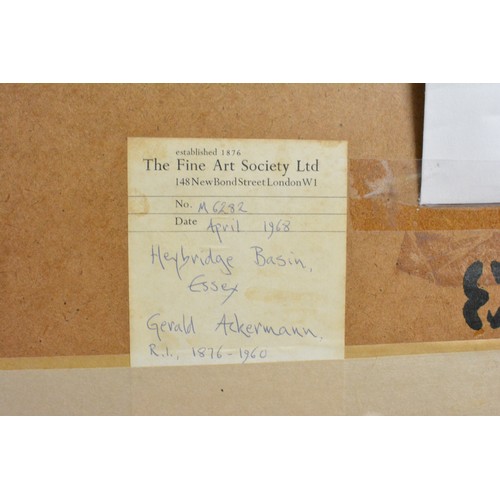 established 1876
The Fine Art Society Ltd
148 New Bond Street London W1
No. M6282
Date April 1968
Heybridge Basin,
Essex
Gerald Ackermann,
R.I., 1876-1960